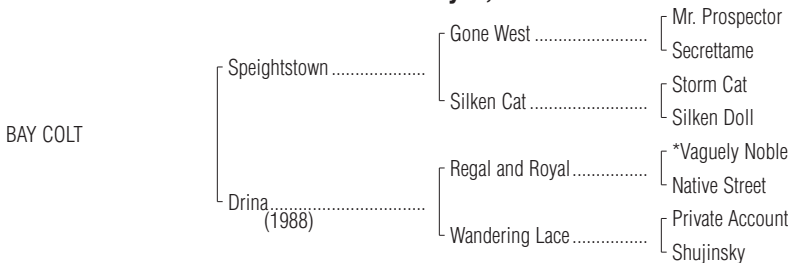 Mr. Prospector
Gone West ........................
Secrettame
Speightstown ....................
Storm Cat
Silken Cat .........................
Silken Doll
BAY COLT
*Vaguely Noble
Regal and Royal................
Native Street
Drina.................................
(1988)
Private Account
Wandering Lace ................
Shujinsky